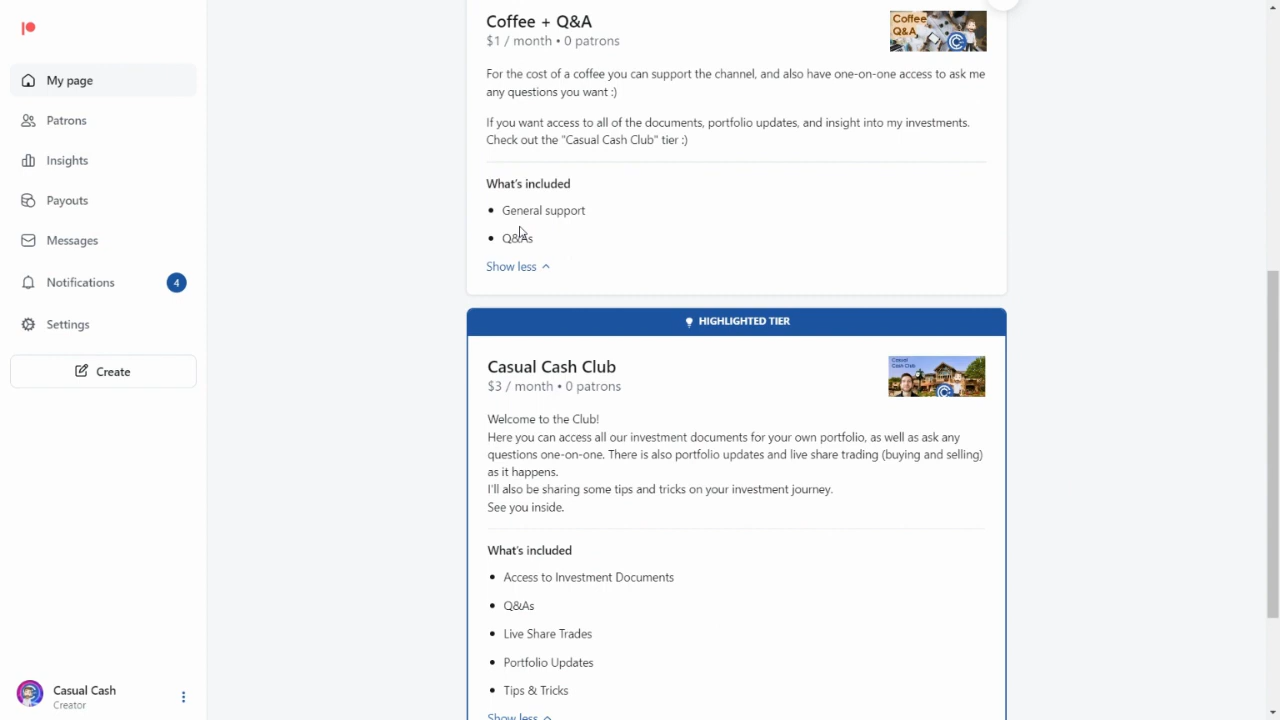 My page
Patrons
Insights
Payouts
Messages
Notifications
4
Settings
Create
Casual Cash
Creator
Coffee + Q&A
$1 / month • 0 patrons
Coffee
Q&A
For the cost of a coffee you can support the channel, and also have one-on-one access to ask me
any questions you want :)
If you want access to all of the documents, portfolio updates, and insight into my investments.
Check out the "Casual Cash Club" tier :)
What's included
• General support
• Q&As
Show less
HIGHLIGHTED TIER
Casual Cash Club
$3 / month • 0 patrons
Casual
Cash Club
Welcome to the Club!
Here you can access all our investment documents for your own portfolio, as well as ask any
questions one-on-one. There is also portfolio updates and live share trading (buying and selling)
as it happens.
I'll also be sharing some tips and tricks on your investment journey.
See you inside.
What's included
• Access to Investment Documents
• Q&As
• Live Share Trades
• Portfolio Updates
• Tips & Tricks
Show less